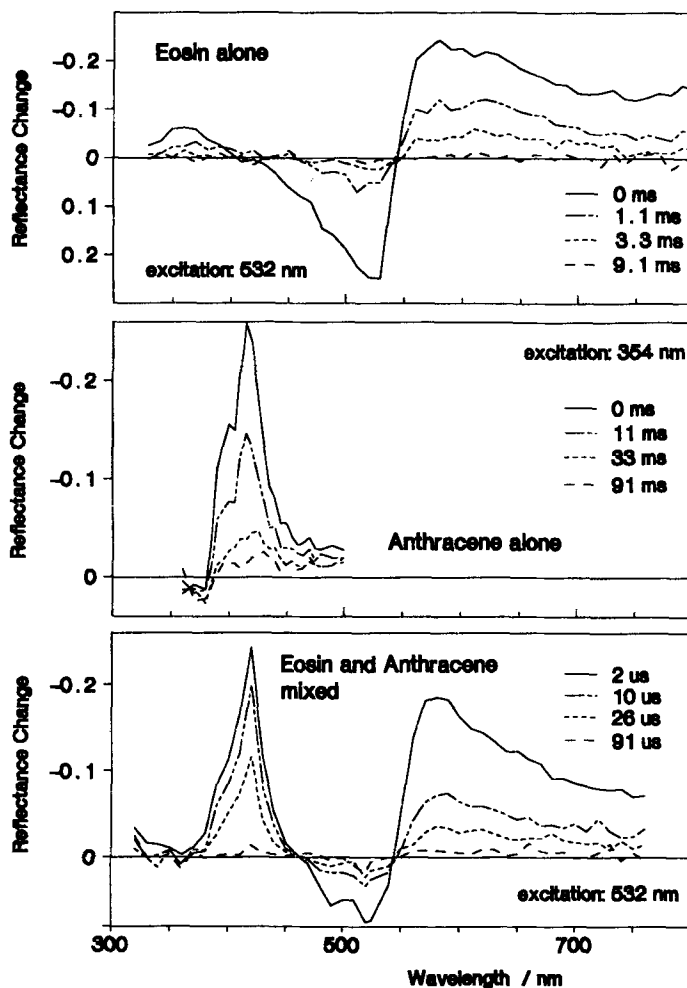 Eosin alone
Reflectance Change
-0.2
-0.1
0
0.1
0.2
excitation: 532 nm
0 ms
1.1 ms
3.3 ms
9.1 ms
excitation: 354 nm
Reflectance Change
-0.2
-0.1
0
0 ms
11 ms
33 ms
91 ms
Anthracene alone
Eosin and Anthracene
mixed
Reflectance Change
-0.2
-0.1
0
2 us
10 us
26 us
91 us
excitation: 532 nm
300
500
700
Wavelength / nm